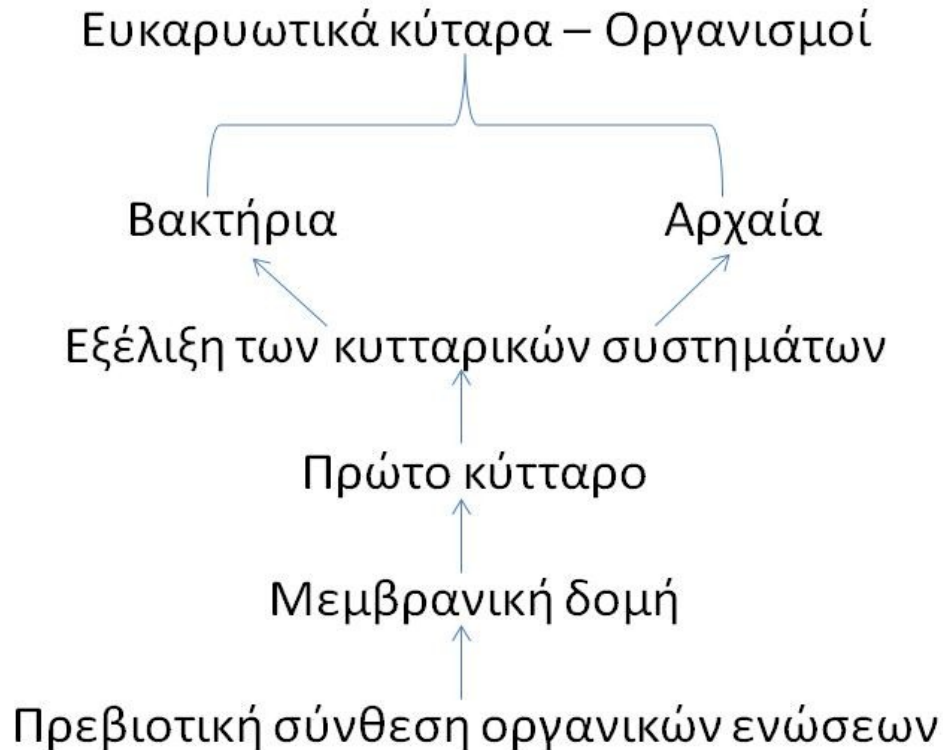 Ευκαρυωτικά κύταρα – Οργανισμοί
Βακτήρια
Αρχαία
Εξέλιξη των κυτταρικών συστημάτων
Πρώτο κύτταρο
Μεμβρανική δομή
Πρεβιοτική σύνθεση οργανικών ενώσεων